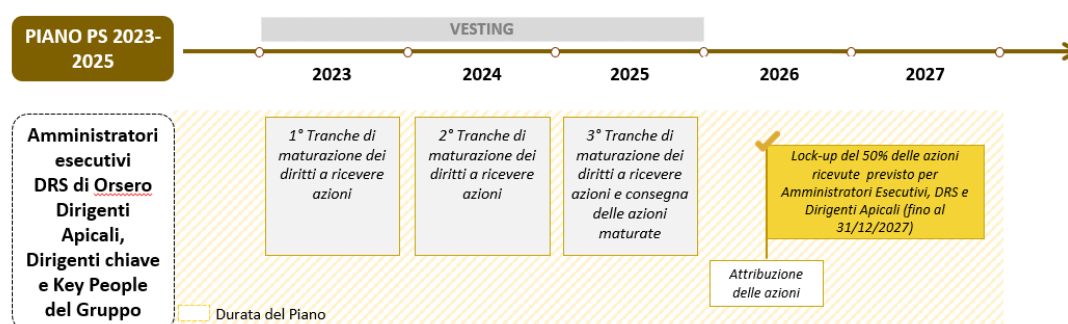 PIANO PS 2023-
2025
VESTING
2023
2024
2025
2026
2027
Amministratori
esecutivi
DRS di Orsero
Dirigenti
Apicali,
Dirigenti chiave
e Key People
del Gruppo
1° Tranche di
maturazione dei
diritti a ricevere
azioni
2° Tranche di
maturazione dei
diritti a ricevere
azioni
3° Tranche di
maturazione dei
diritti a ricevere
azioni e consegna
delle azioni
maturate
Lock-up del 50% delle azioni
ricevute previsto per
Amministratori Esecutivi, DRS e
Dirigenti Apicali (fino al
31/12/2027)
Attribuzione
delle azioni
Durata del Piano